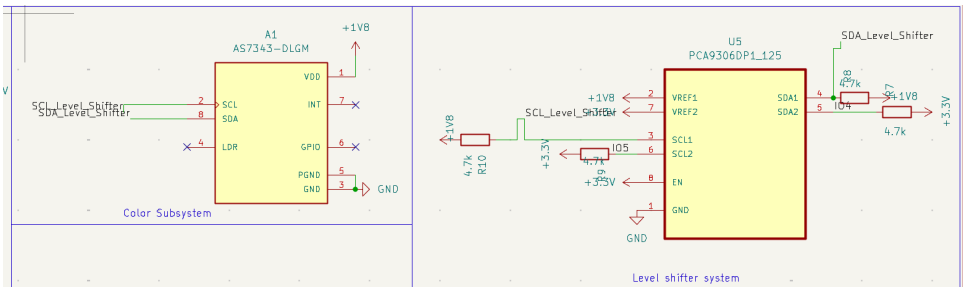 V
A1
AS7343-DLGM
+1V8
VDD
1
SCL_Level_Shifter
2
SCL
INT
7
SDA_Level_Shifter
8
SDA
4
LDR
GPIO
6
PGND
5
GND
3
GND
Color Subsystem
U5
PCA9306DP1_125
SDA_Level_Shifter
+1V8
2
VREF1
SDA1
4
R8
4.7k
+1V8
+3.3V
7
VREF2
SDA2
5
IO4
R7
4.7k
+3.3V
SCL_Level_Shifter
+1V8
4.7k
R10
3
SCL1
+3.3V
4.7k
R9
IO5
6
SCL2
+3.3V
8
EN
1
GND
GND
Level shifter system